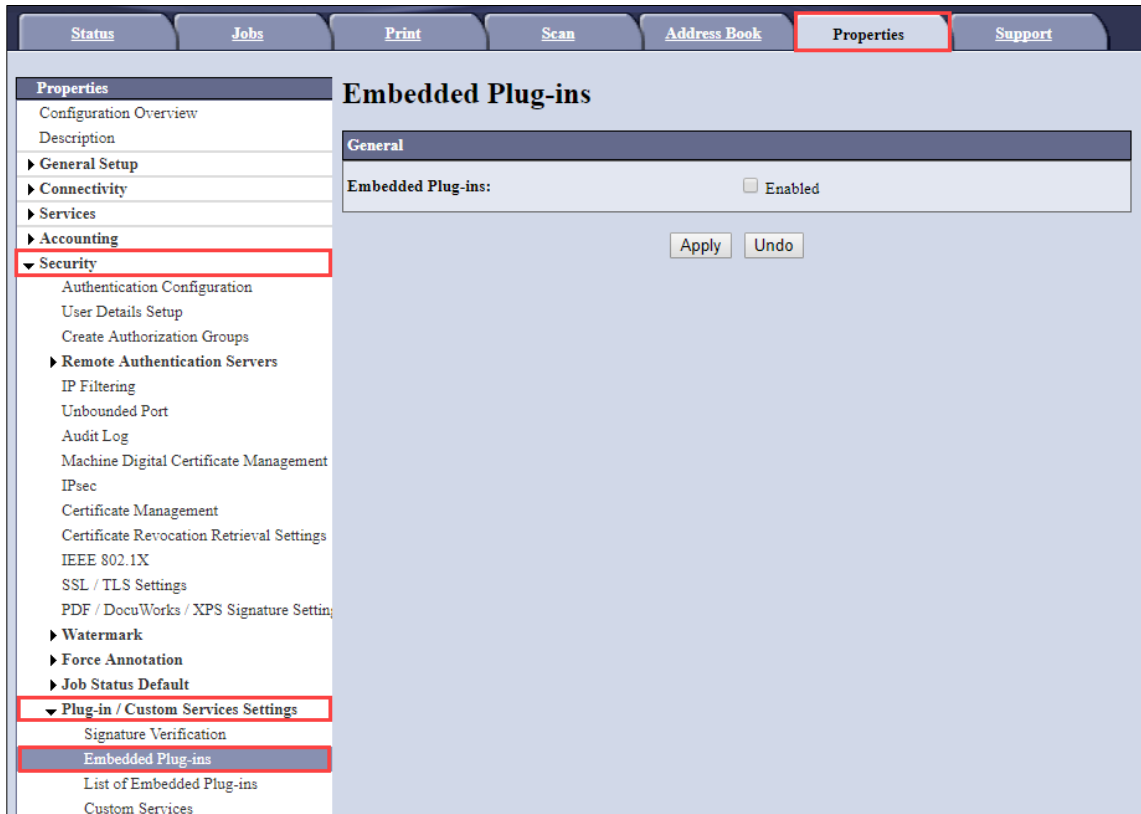 Status Jobs Print Scan Address Book Properties Support
Properties
Configuration Overview
Description
General Setup
Connectivity
Services
Accounting
Security
Authentication Configuration
User Details Setup
Create Authorization Groups
Remote Authentication Servers
IP Filtering
Unbounded Port
Audit Log
Machine Digital Certificate Management
IPsec
Certificate Management
Certificate Revocation Retrieval Settings
IEEE 802.1X
SSL / TLS Settings
PDF / DocuWorks / XPS Signature Setting
Watermark
Force Annotation
Job Status Default
Plug-in / Custom Services Settings
Signature Verification
Embedded Plug-ins
List of Embedded Plug-ins
Custom Services
Embedded Plug-ins
General
Embedded Plug-ins: Enabled
Apply Undo